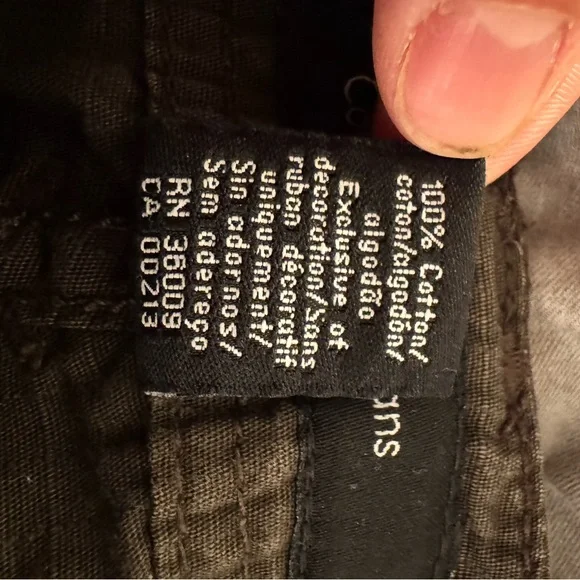 100% Cotton/
coton/algodón/
algodão
Exclusive of
decoration/Sans
ruban décoratif
uniquement/
Sin adornos/
Sem adereço
RN 36009
CA 00213
ans